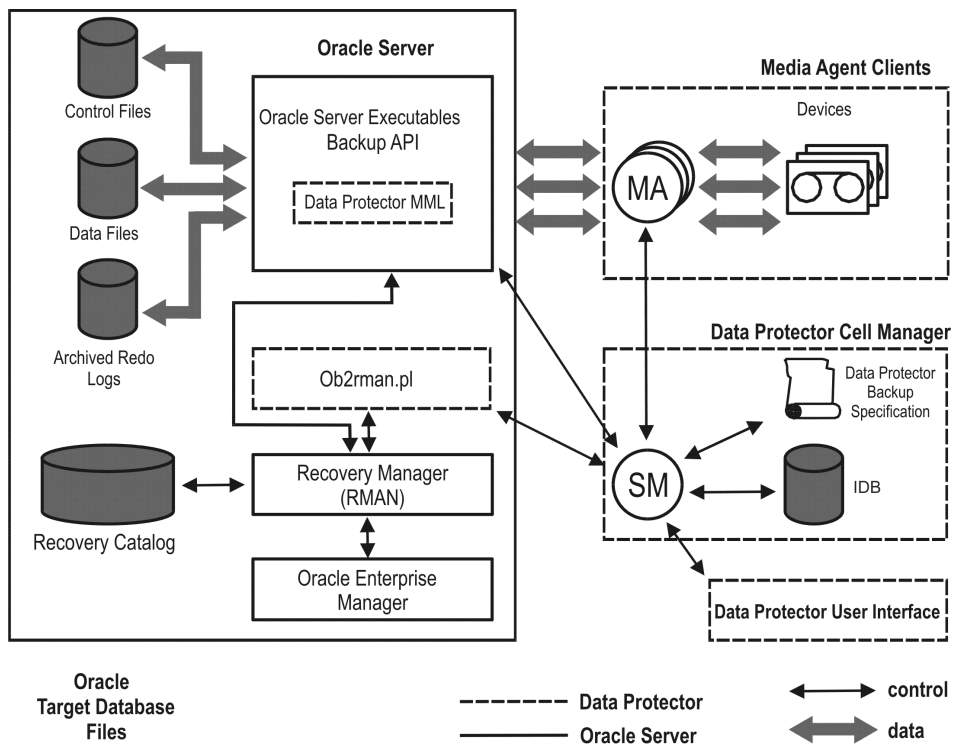 Oracle Server
Control Files
Oracle Server Executables
Backup API
Data Protector MML
Data Files
Archived Redo
Logs
Ob2rman.pl
Recovery Manager
(RMAN)
Recovery Catalog
Oracle Enterprise
Manager
Media Agent Clients
Devices
MA
Data Protector Cell Manager
Data Protector
Backup
Specification
SM
IDB
Data Protector User Interface
Oracle
Target Database
Files
Data Protector
Oracle Server
control
data